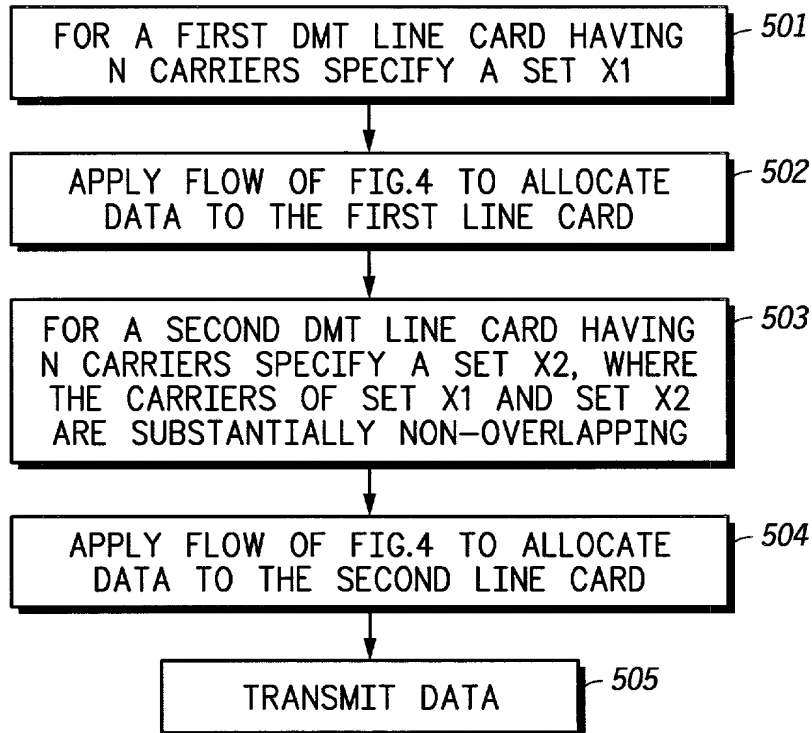 FOR A FIRST DMT LINE CARD HAVING
N CARRIERS SPECIFY A SET X1
501
APPLY FLOW OF FIG.4 TO ALLOCATE
DATA TO THE FIRST LINE CARD
502
FOR A SECOND DMT LINE CARD HAVING
N CARRIERS SPECIFY A SET X2, WHERE
THE CARRIERS OF SET X1 AND SET X2
ARE SUBSTANTIALLY NON-OVERLAPPING
503
APPLY FLOW OF FIG.4 TO ALLOCATE
DATA TO THE SECOND LINE CARD
504
TRANSMIT DATA
505